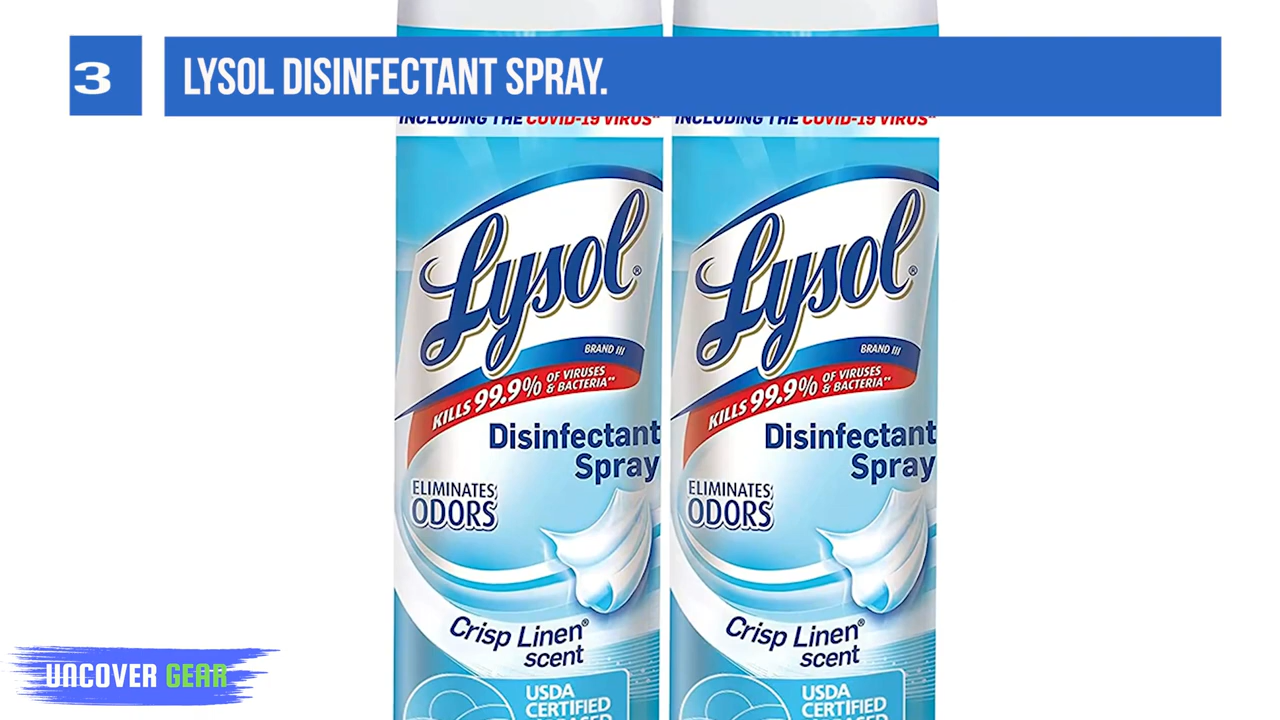 3
LYSOL DISINFECTANT SPRAY.
INCLUDING THE COVID-19 VIRUS*
Lysol®
BRAND III
KILLS 99.9% OF VIRUSES
& BACTERIA**
Disinfectant
Spray
ELIMINATES
ODORS
Crisp Linen®
scent
USDA
CERTIFIED
INCLUDING THE COVID-19 VIRUS*
Lysol®
BRAND III
KILLS 99.9% OF VIRUSES
& BACTERIA**
Disinfectant
Spray
ELIMINATES
ODORS
Crisp Linen®
scent
USDA
CERTIFIED
UNCOVER GEAR